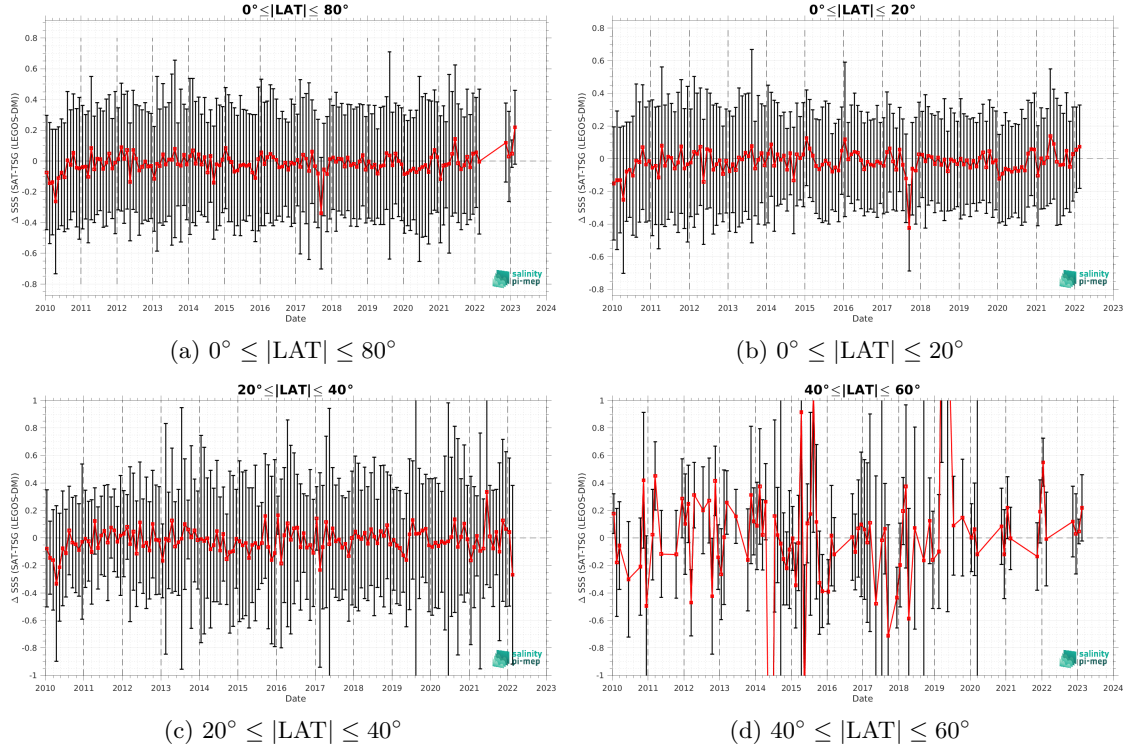 0°≤|LAT|≤ 80°
Δ SSS (SAT-TSG (LEGOS-DM))
0.8
0.6
0.4
0.2
0
-0.2
-0.4
-0.6
-0.8
2010 2011 2012 2013 2014 2015 2016 2017 2018 2019 2020 2021 2022 2023 2024
Date
salinity
pi-mep
(a) 0° ≤ |LAT| ≤ 80°
0°≤|LAT|≤ 20°
Δ SSS (SAT-TSG (LEGOS-DM))
0.8
0.6
0.4
0.2
0
-0.2
-0.4
-0.6
-0.8
2010 2011 2012 2013 2014 2015 2016 2017 2018 2019 2020 2021 2022 2023
Date
salinity
pi-mep
(b) 0° ≤ |LAT| ≤ 20°
20°≤|LAT|≤ 40°
Δ SSS (SAT-TSG (LEGOS-DM))
1
0.8
0.6
0.4
0.2
0
-0.2
-0.4
-0.6
-0.8
-1
2010 2011 2012 2013 2014 2015 2016 2017 2018 2019 2020 2021 2022 2023
Date
salinity
pi-mep
(c) 20° ≤ |LAT| ≤ 40°
40°≤|LAT|≤ 60°
Δ SSS (SAT-TSG (LEGOS-DM))
1
0.8
0.6
0.4
0.2
0
-0.2
-0.4
-0.6
-0.8
-1
2010 2011 2012 2013 2014 2015 2016 2017 2018 2019 2020 2021 2022 2023 2024
Date
salinity
pi-mep
(d) 40° ≤ |LAT| ≤ 60°